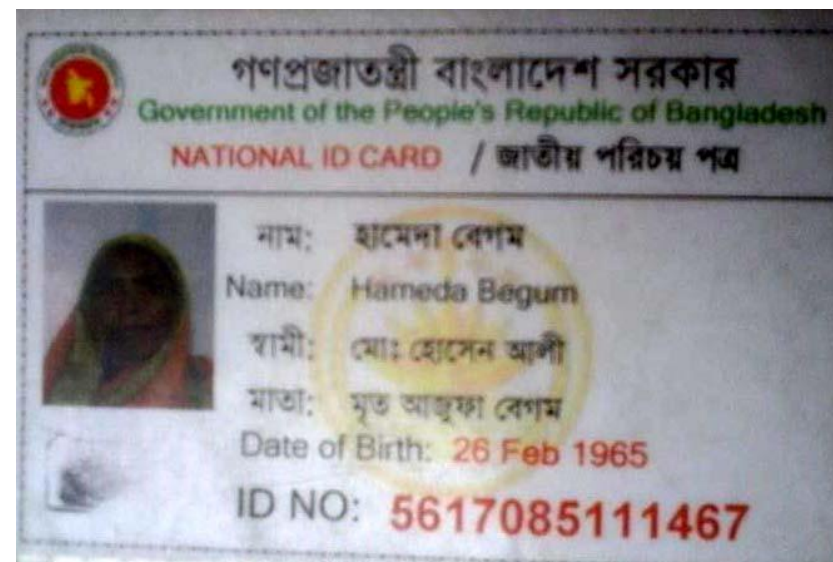 গণপ্রজাতন্ত্রী বাংলাদেশ সরকার
Government of the People's Republic of Bangladesh
NATIONAL ID CARD / জাতীয় পরিচয় পত্র
নাম: হামেদা বেগম
Name: Hameda Begum
স্বামী: মোঃ হোসেন আলী
মাতা: মৃত আজুফা বেগম
Date of Birth: 26 Feb 1965
ID NO: 5617085111467